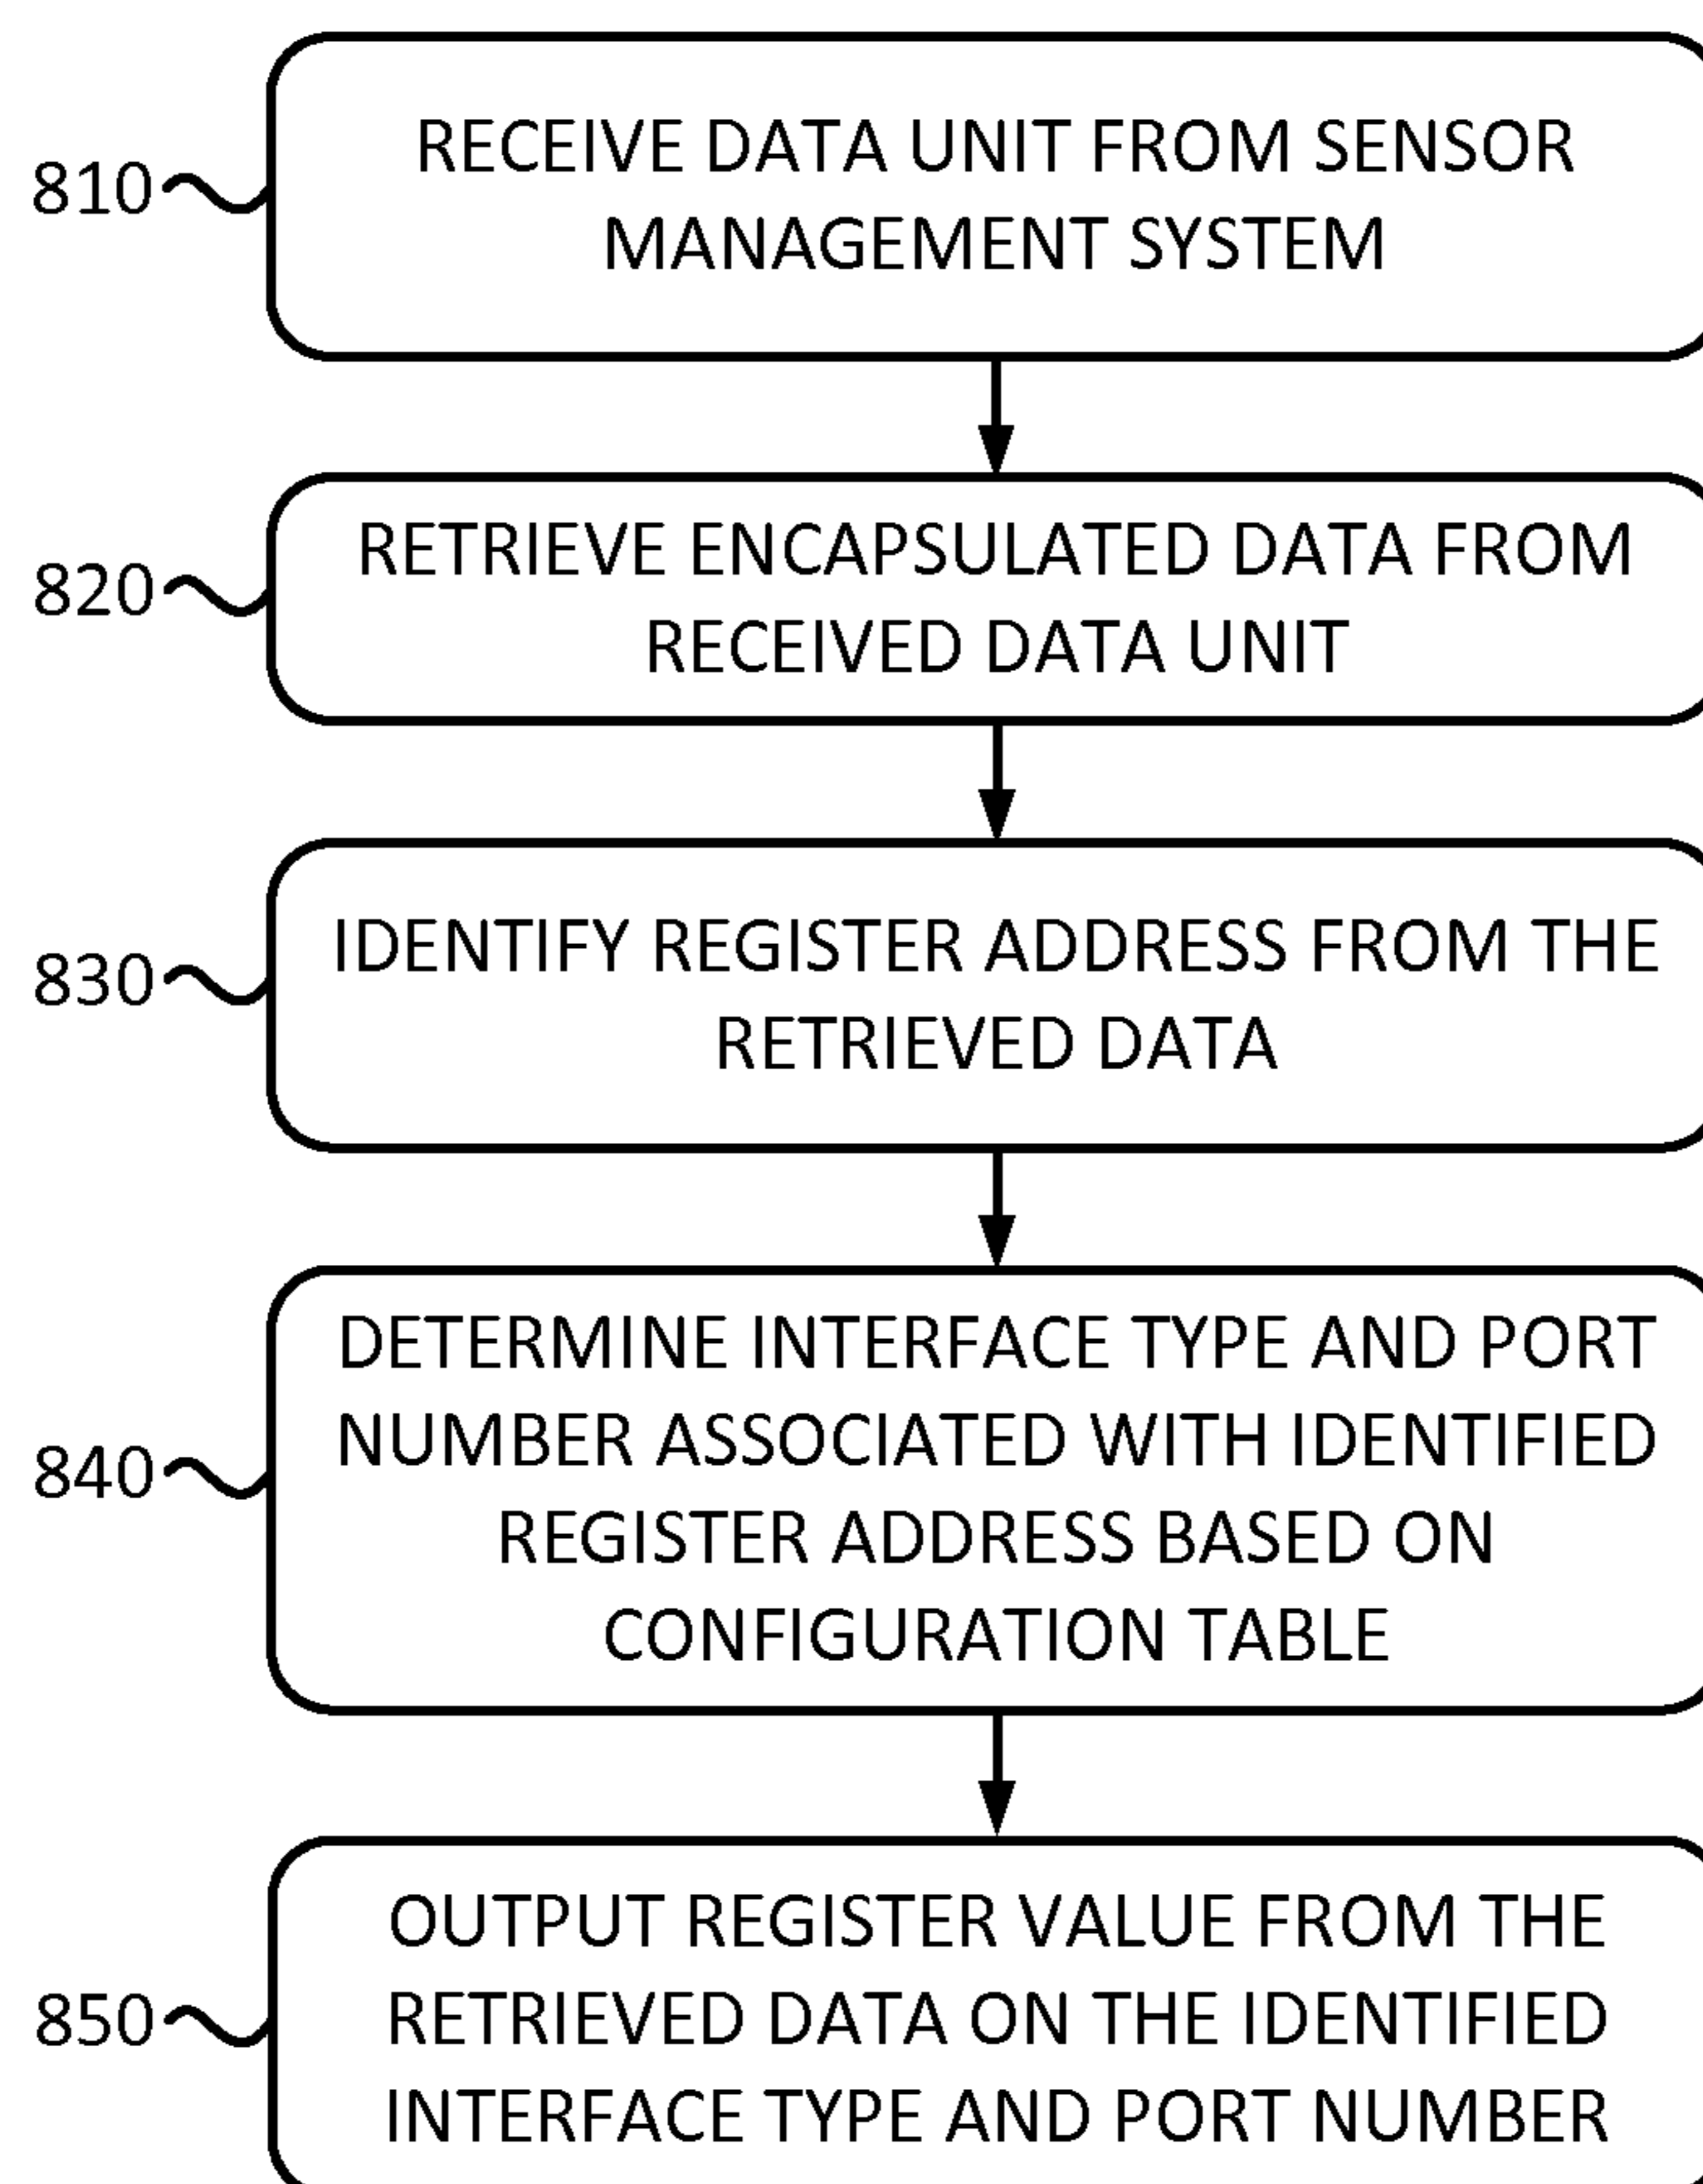 810
RECEIVE DATA UNIT FROM SENSOR
MANAGEMENT SYSTEM
820
RETRIEVE ENCAPSULATED DATA FROM
RECEIVED DATA UNIT
830
IDENTIFY REGISTER ADDRESS FROM THE
RETRIEVED DATA
840
DETERMINE INTERFACE TYPE AND PORT
NUMBER ASSOCIATED WITH IDENTIFIED
REGISTER ADDRESS BASED ON
CONFIGURATION TABLE
850
OUTPUT REGISTER VALUE FROM THE
RETRIEVED DATA ON THE IDENTIFIED
INTERFACE TYPE AND PORT NUMBER